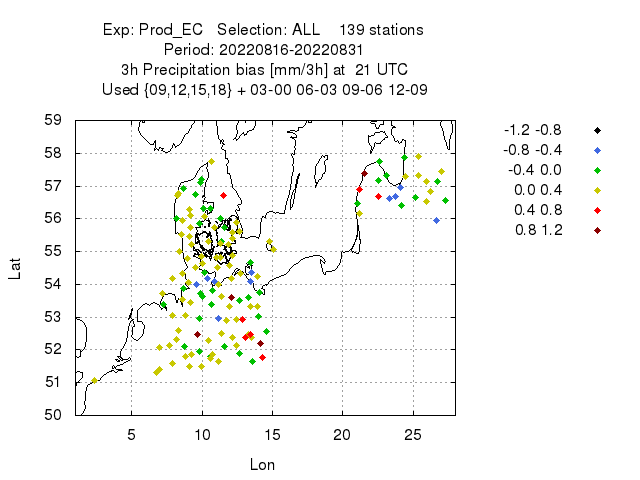 Exp: Prod_EC Selection: ALL 139 stations
Period: 20220816-20220831
3h Precipitation bias [mm/3h] at 21 UTC
Used {09,12,15,18} + 03-00 06-03 09-06 12-09
59
58
57
56
55
54
53
52
51
50
Lat
5 10 15 20 25
Lon
-1.2 -0.8
-0.8 -0.4
-0.4 0.0
0.0 0.4
0.4 0.8
0.8 1.2